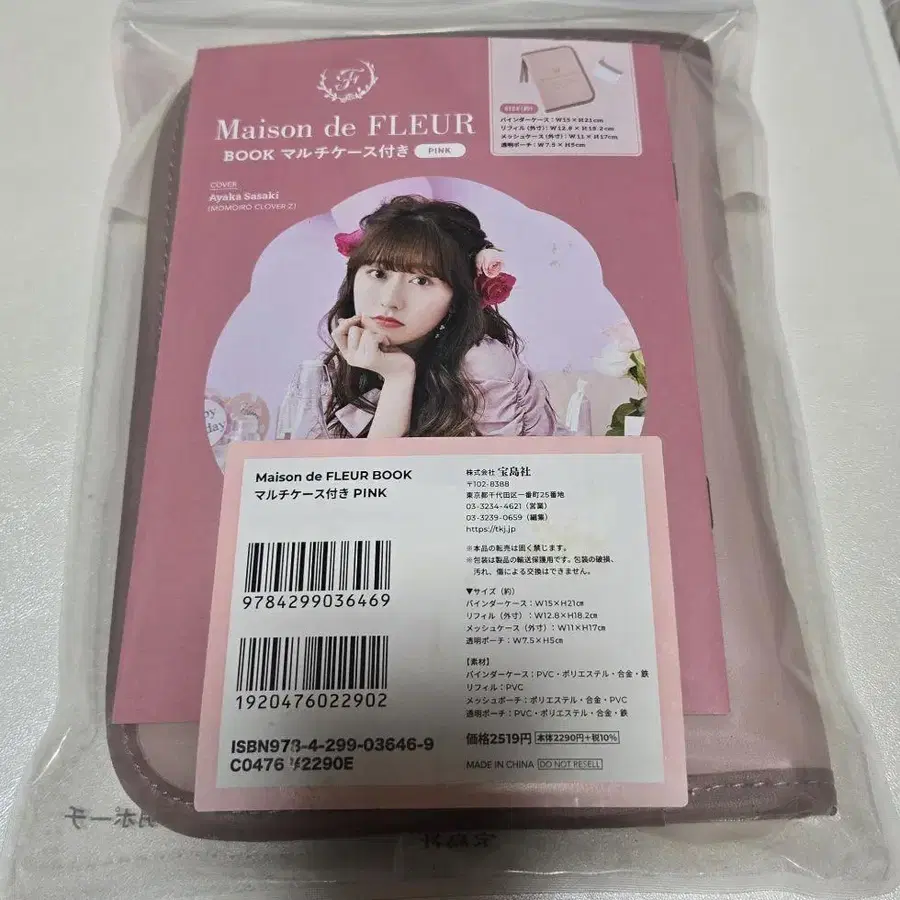 F
Maison de FLEUR
BOOK マルチケース付き PINK
COVER
Ayaka Sasaki
(MOMOIRO CLOVER Z)
バインダーケース：W15×H21cm
リフィル（外寸）：W12.8×H18.2cm
メッシュケース（外寸）：W11×H17cm
透明ポーチ：W7.5×H5cm
Maison de FLEUR BOOK
マルチケース付き PINK
9784299036469
1920476022902
ISBN978-4-299-03646-9
C0476 ¥2290E
株式会社 宝島社
〒102-8388
東京都千代田区一番町25番地
03-3234-4621（営業）
03-3239-0659（編集）
https://tkj.jp
※本品の転売は固く禁じます。
※包装は製品の輸送保護用です。包装の破損、
汚れ、傷による交換はできません。
▼サイズ（約）
バインダーケース：W15×H21cm
リフィル（外寸）：W12.8×H18.2cm
メッシュケース（外寸）：W11×H17cm
透明ポーチ：W7.5×H5cm
【素材】
バインダーケース：PVC・ポリエステル・合金・鉄
リフィル：PVC
メッシュポーチ：ポリエステル・合金・PVC
透明ポーチ：PVC・ポリエステル・合金・鉄
価格2519円 本体2290円+税10%
MADE IN CHINA DO NOT RESELL